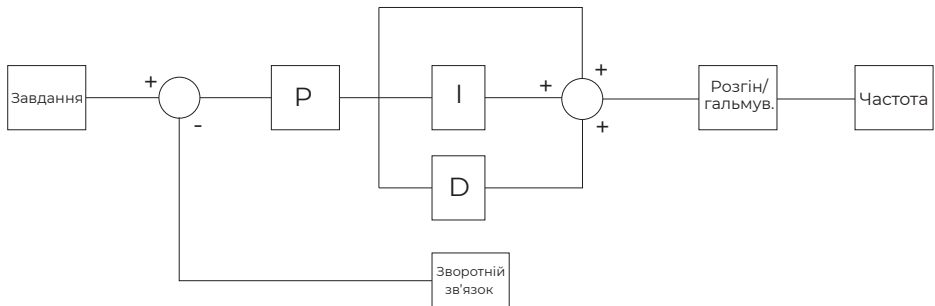 Завдання
+
-
P
I
D
+
+
+
Розгін/
гальмув.
Частота
Зворотній
зв'язок